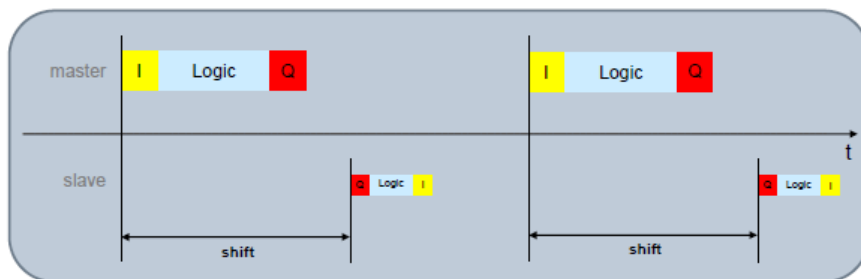 master
I Logic Q
I Logic Q
t
slave
Q Logic I
Q Logic I
shift
shift